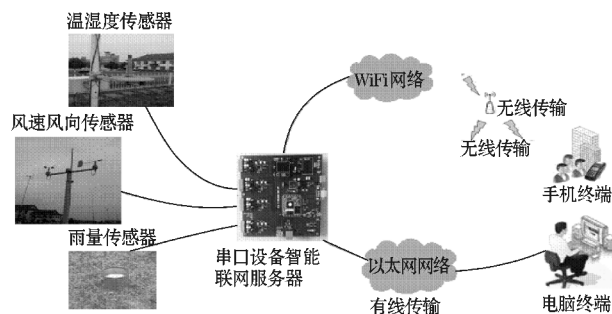 温湿度传感器
风速风向传感器
雨量传感器
串口设备智能
联网服务器
WiFi网络
无线传输
无线传输
手机终端
以太网网络
有线传输
电脑终端